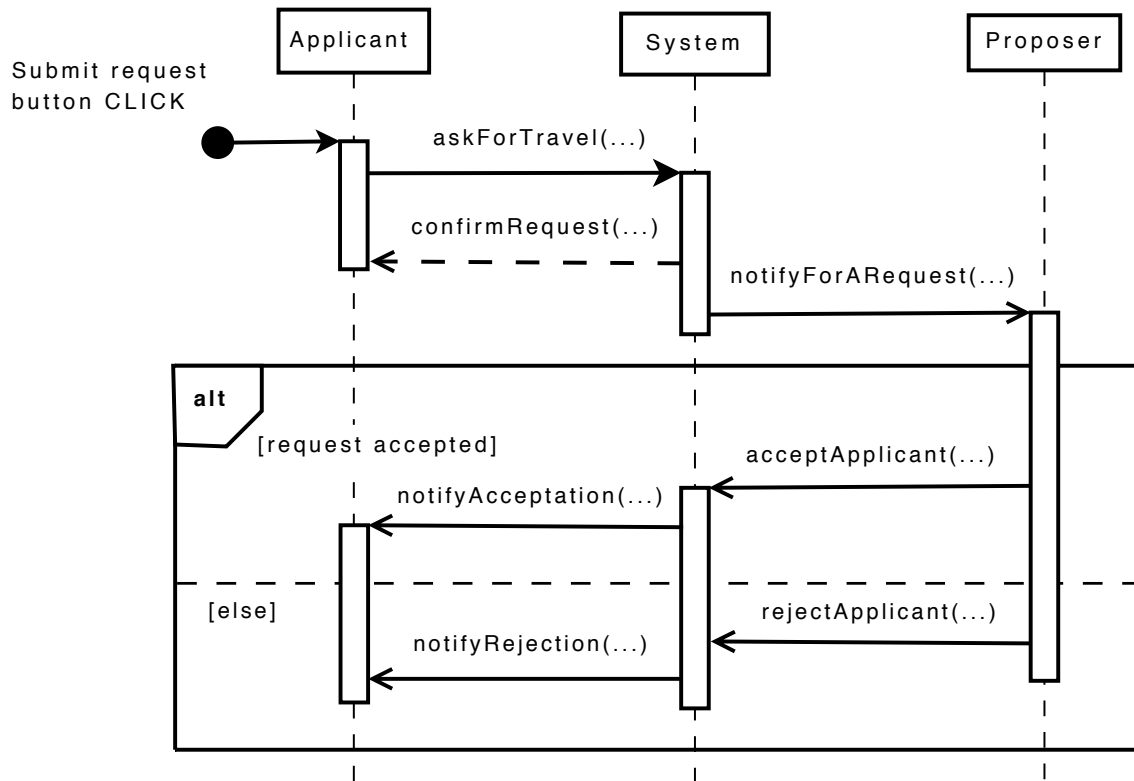 Applicant
System
Proposer
Submit request
button CLICK
askForTravel(...)
confirmRequest(...)
notifyForARequest(...)
alt
[request accepted]
acceptApplicant(...)
notifyAcceptation(...)
[else]
rejectApplicant(...)
notifyRejection(...)